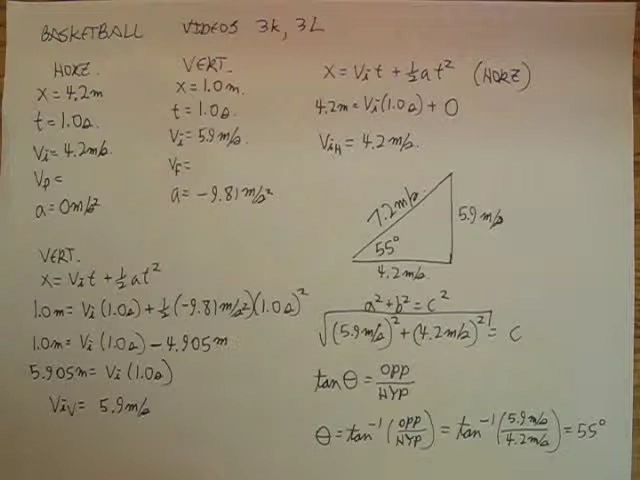 BASKETBALL VIDEOS 3K, 3L
HORZ.
x = 4.2m
t = 1.0s
Vi = 4.2m/s
VF =
a = 0m/s²
VERT.
x = 1.0m
t = 1.0s
Vi = 5.9m/s
VF =
a = -9.81m/s²
x = Vit + ½at² (HORZ)
4.2m = Vi(1.0s) + 0
ViH = 4.2m/s
7.2m/s
5.9m/s
55°
4.2m/s
VERT.
x = Vit + ½at²
1.0m = Vi(1.0s) + ½(-9.81m/s²)(1.0s)²
1.0m = Vi(1.0s) - 4.905m
5.905m = Vi(1.0s)
ViV = 5.9m/s
a² + b² = c²
√(5.9m/s)² + (4.2m/s)² = C
tan θ = OPP/HYP
θ = tan⁻¹(OPP/HYP) = tan⁻¹(5.9m/s/4.2m/s) = 55°